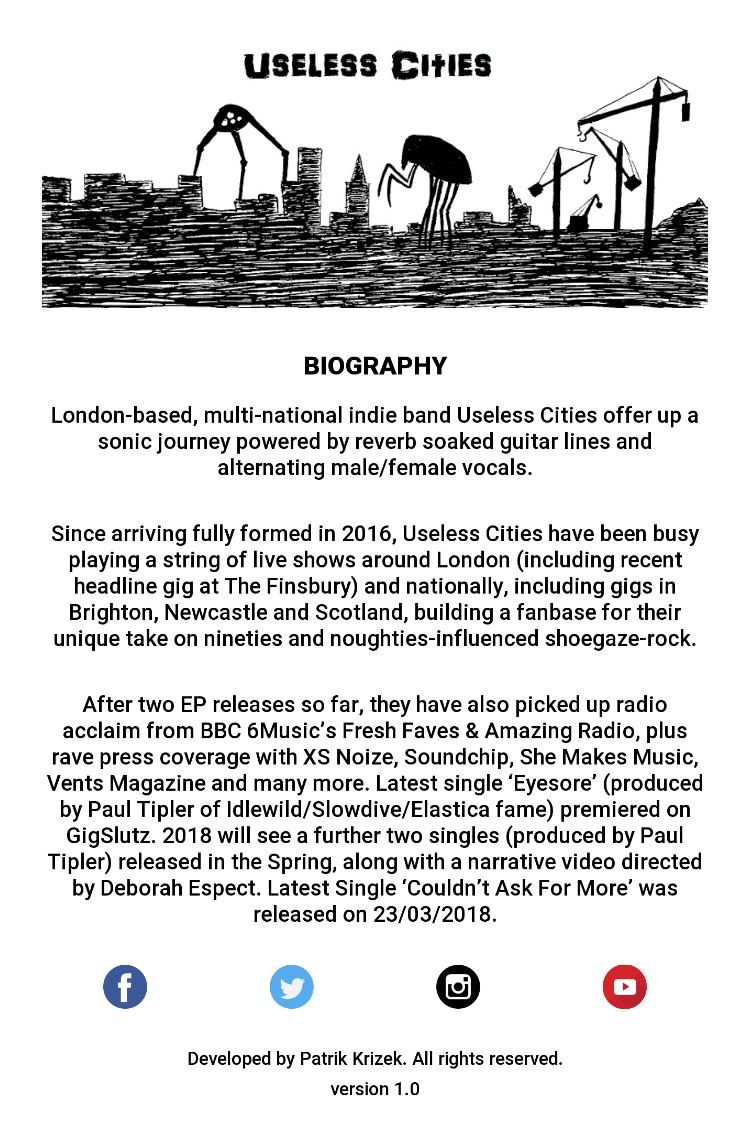 Useless Cities
BIOGRAPHY
London-based, multi-national indie band Useless Cities offer up a
sonic journey powered by reverb soaked guitar lines and
alternating male/female vocals.
Since arriving fully formed in 2016, Useless Cities have been busy
playing a string of live shows around London (including recent
headline gig at The Finsbury) and nationally, including gigs in
Brighton, Newcastle and Scotland, building a fanbase for their
unique take on nineties and noughties-influenced shoegaze-rock.
After two EP releases so far, they have also picked up radio
acclaim from BBC 6Music’s Fresh Faves & Amazing Radio, plus
rave press coverage with XS Noize, Soundchip, She Makes Music,
Vents Magazine and many more. Latest single ‘Eyesore’ (produced
by Paul Tipler of Idlewild/Slowdive/Elastica fame) premiered on
GigSlutz. 2018 will see a further two singles (produced by Paul
Tipler) released in the Spring, along with a narrative video directed
by Deborah Espect. Latest Single ‘Couldn’t Ask For More’ was
released on 23/03/2018.
Developed by Patrik Krizek. All rights reserved.
version 1.0